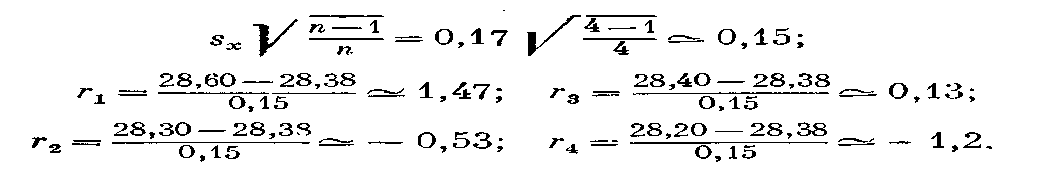 sₓ √((n − 1)/n) = 0,17 √((4 − 1)/4) ≃ 0,15;
r₁ = (28,60 — 28,38)/0,15 ≃ 1,47; r₃ = (28,40 — 28,38)/0,15 ≃ 0,13;
r₂ = (28,30 — 28,38)/0,15 ≃ — 0,53; r₄ = (28,20 — 28,38)/0,15 ≃ - 1,2.